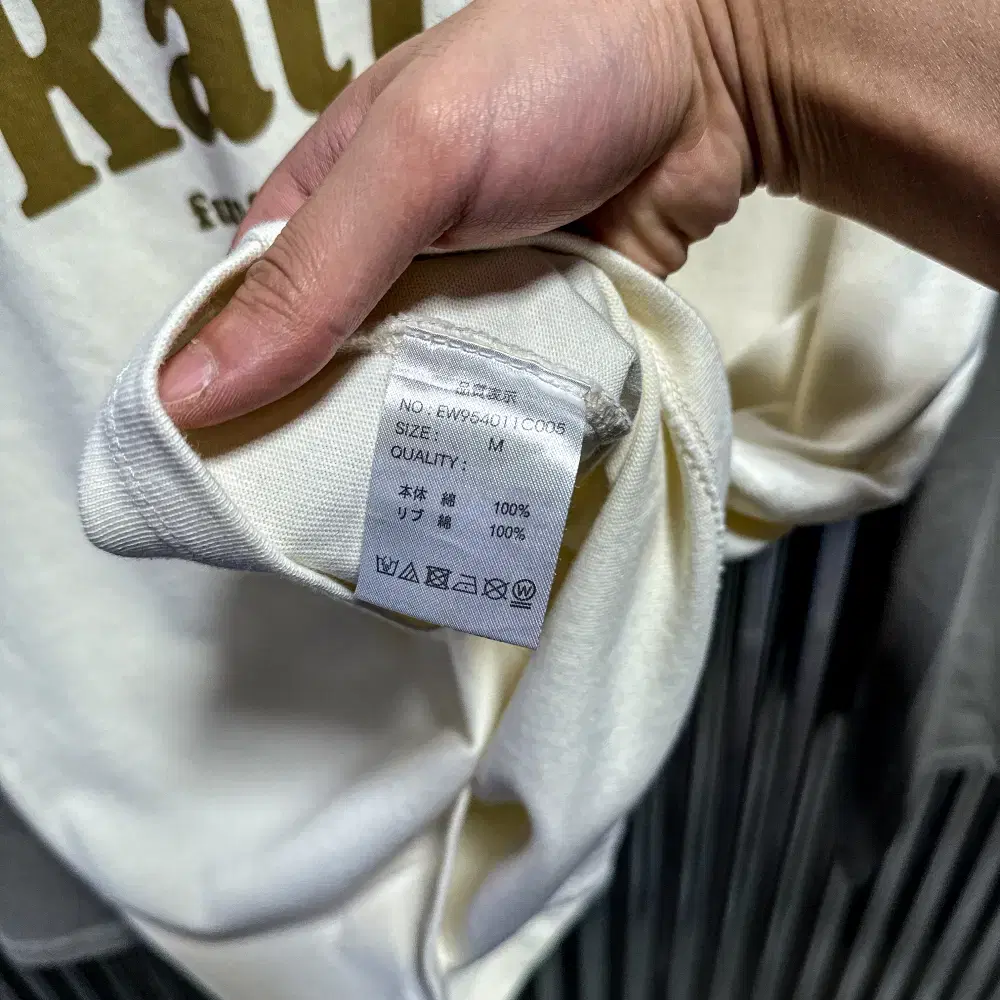 品質表示
NO : EW954011C005
SIZE : M
QUALITY :
本体 綿 100%
リブ 綿 100%
W